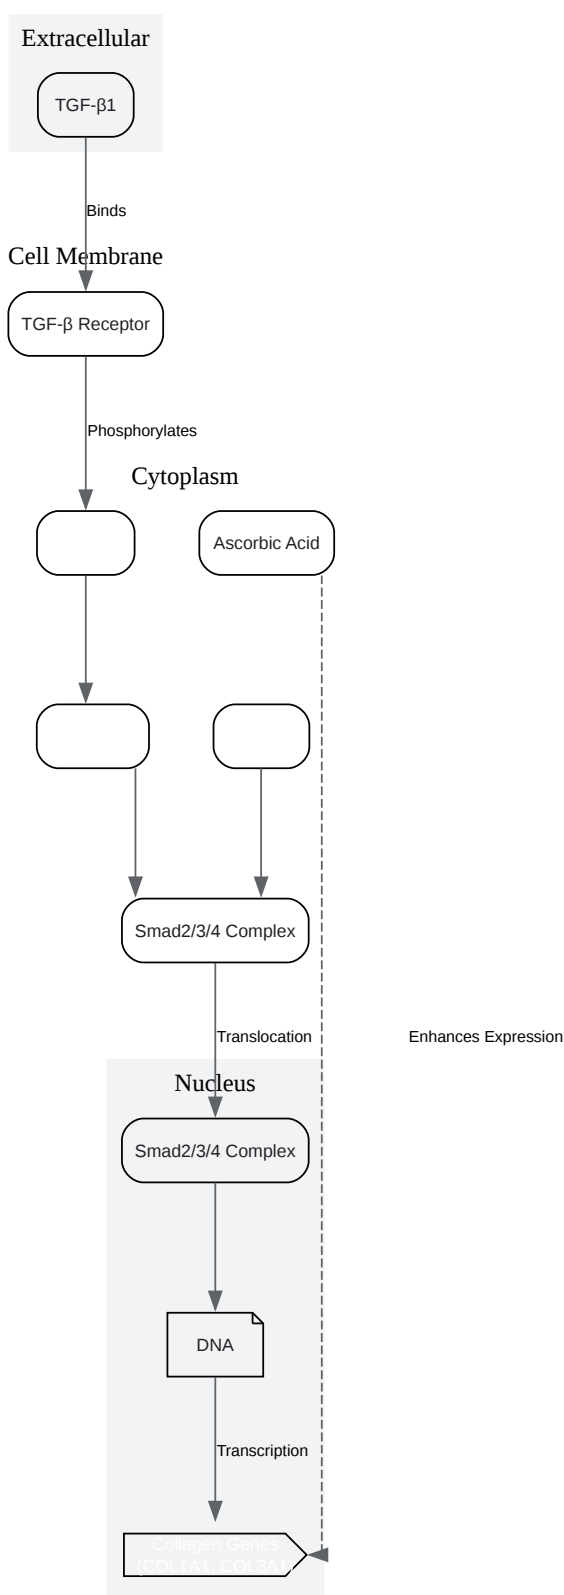 Extracellular
TGF-β1
Binds
Cell Membrane
TGF-β Receptor
Phosphorylates
Cytoplasm
Ascorbic Acid
Smad2/3/4 Complex
Translocation
Enhances Expression
Nucleus
Smad2/3/4 Complex
DNA
Transcription
Collagen Genes
(COL1A1, COL3A1)